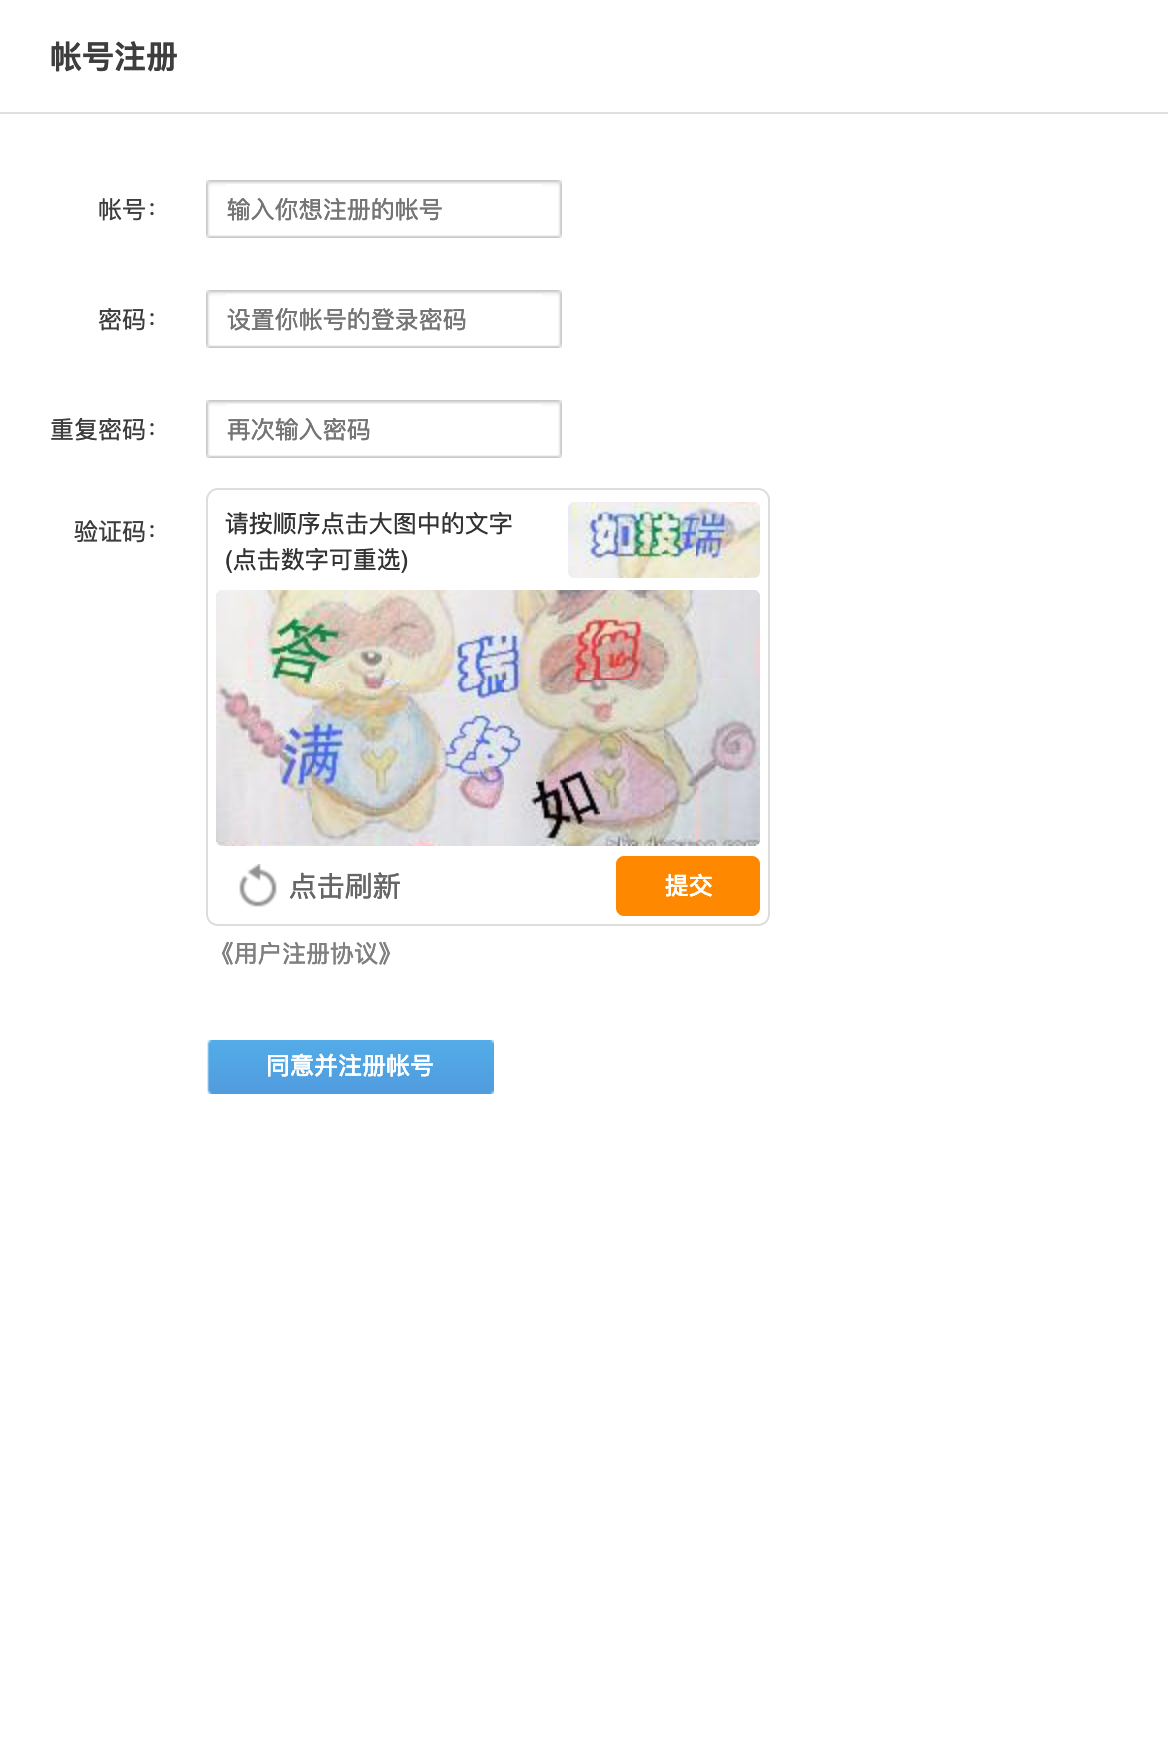 帐号注册
帐号：
输入你想注册的帐号
密码：
设置你帐号的登录密码
重复密码：
再次输入密码
验证码：
请按顺序点击大图中的文字
(点击数字可重选)
如技瑞
答
瑞
拖
满
技
如
点击刷新
提交
《用户注册协议》
同意并注册帐号